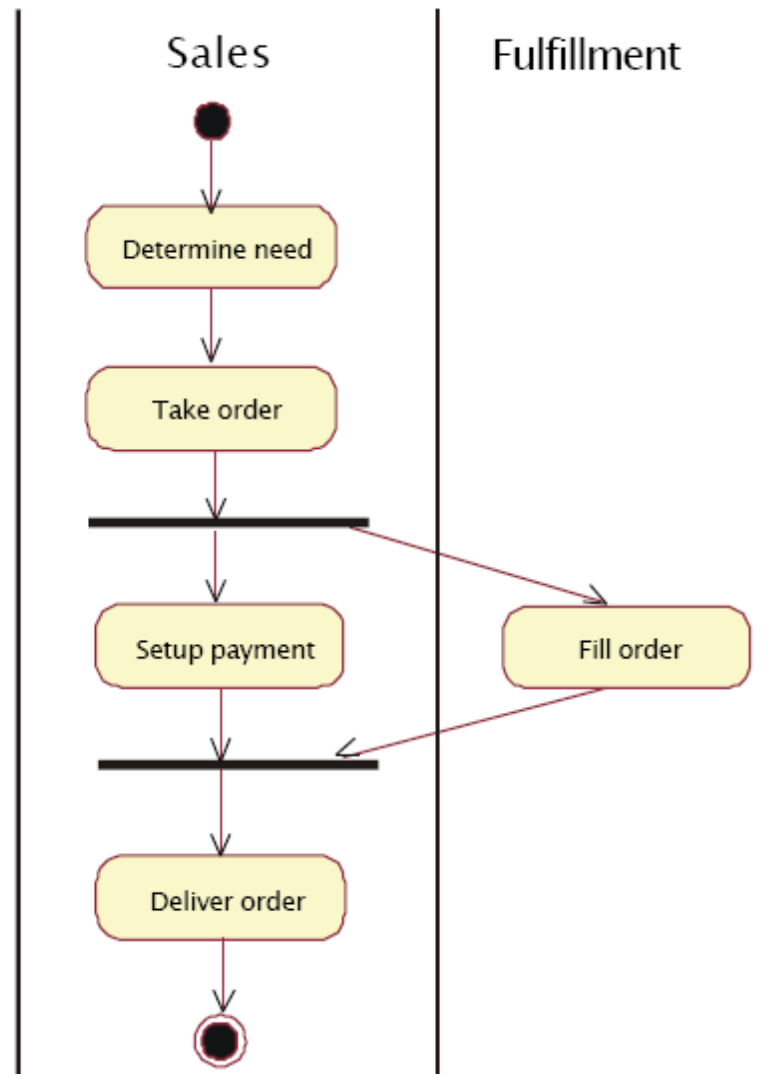 Sales
Fulfillment
Determine need
Take order
Setup payment
Fill order
Deliver order